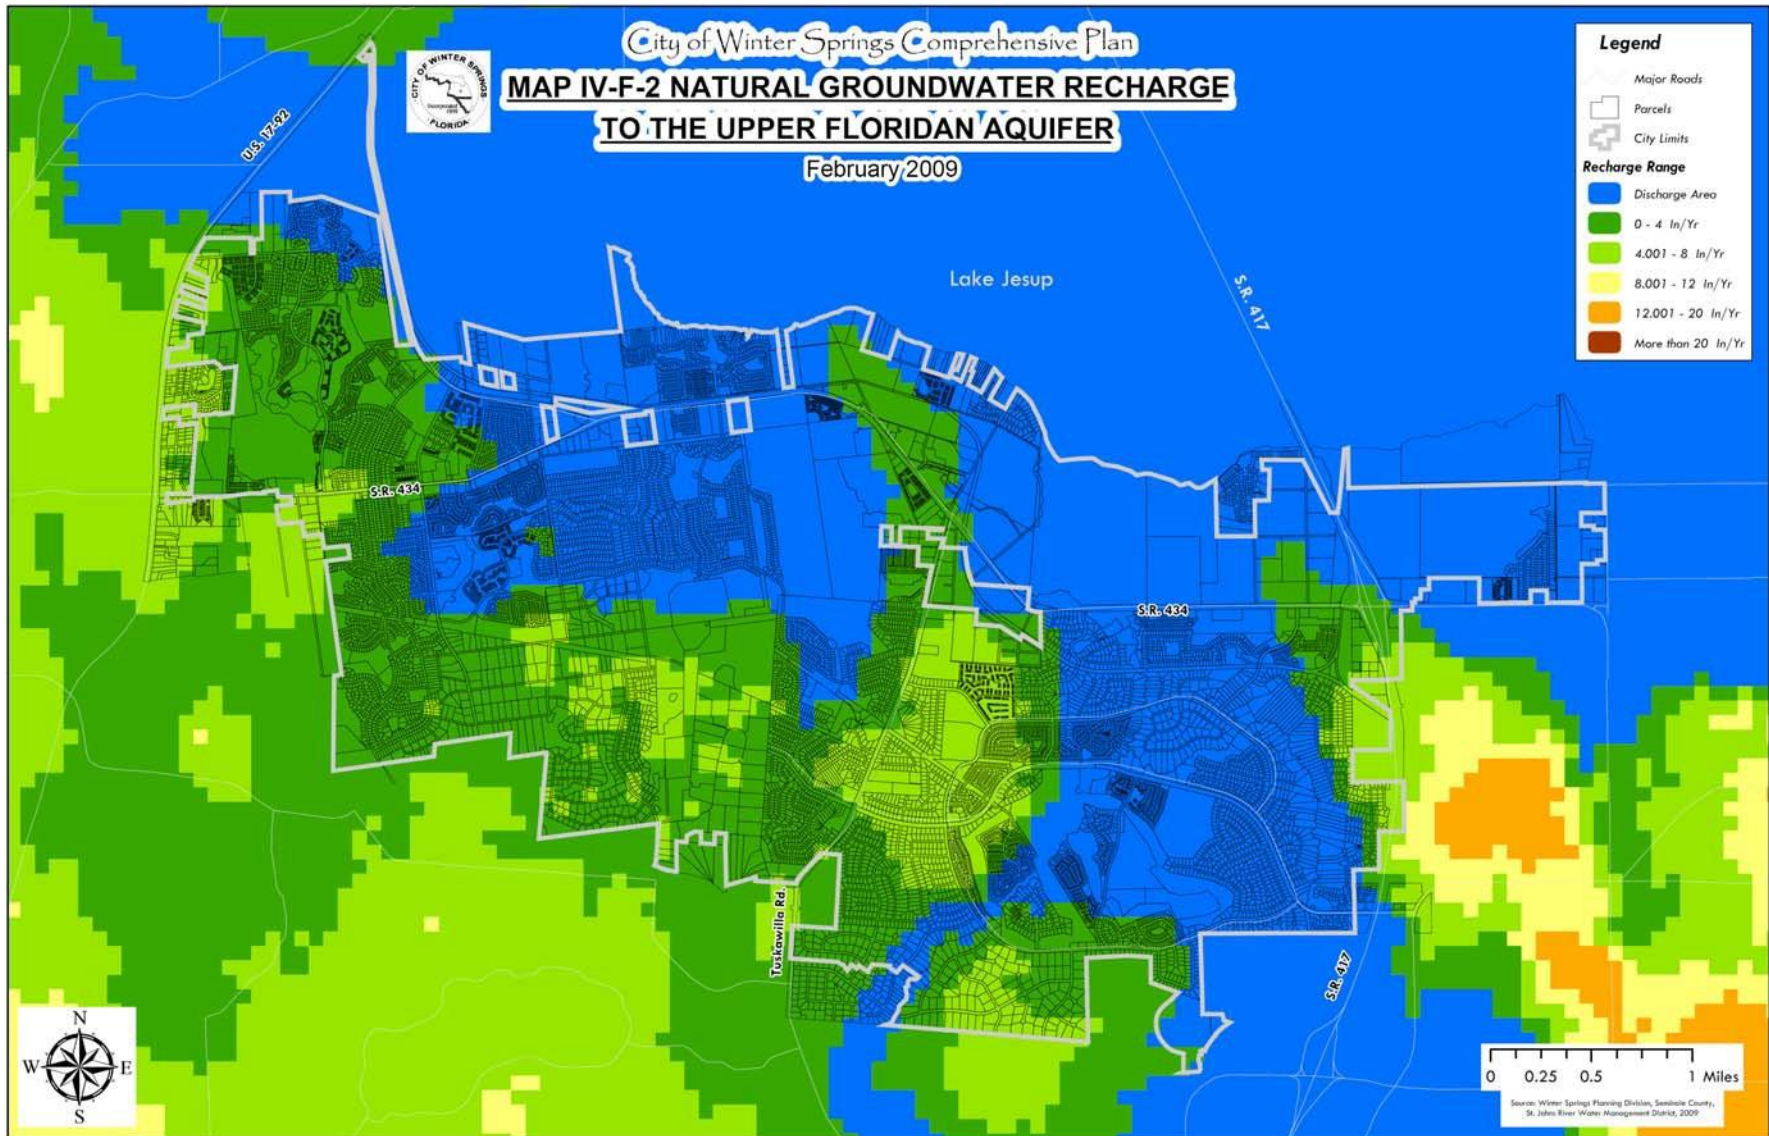 City of Winter Springs Comprehensive Plan
MAP IV-F-2 NATURAL GROUNDWATER RECHARGE
TO THE UPPER FLORIDAN AQUIFER
February 2009
CITY OF WINTER SPRINGS
Incorporated
1959
FLORIDA
Legend
Major Roads
Parcels
City Limits
Recharge Range
Discharge Area
0 - 4 In/Yr
4.001 - 8 In/Yr
8.001 - 12 In/Yr
12.001 - 20 In/Yr
More than 20 In/Yr
U.S. 17-92
Lake Jesup
S.R. 417
S.R. 434
S.R. 434
Tuskawilla Rd.
S.R. 417
N
W E
S
0 0.25 0.5 1 Miles
Source: Winter Springs Planning Division, Seminole County,
St. Johns River Water Management District, 2009